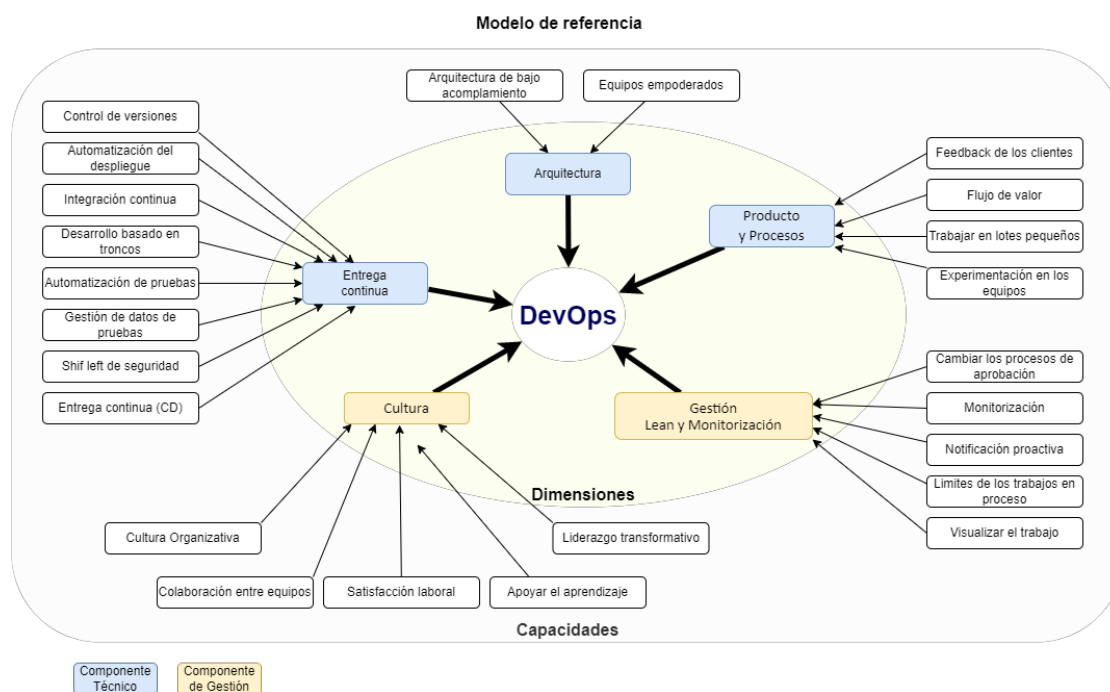 Modelo de referencia
Arquitectura de bajo
acomplamiento
Equipos empoderados
Control de versiones
Automatización del
despliegue
Integración continua
Desarrollo basado en
troncos
Automatización de pruebas
Gestión de datos de
pruebas
Shif left de seguridad
Entrega continua (CD)
Arquitectura
Producto
y Procesos
Feedback de los clientes
Flujo de valor
Trabajar en lotes pequeños
Experimentación en los
equipos
Entrega
continua
DevOps
Cultura
Gestión
Lean y Monitorización
Cambiar los procesos de
aprobación
Monitorización
Notificación proactiva
Limites de los trabajos en
proceso
Visualizar el trabajo
Dimensiones
Cultura Organizativa
Liderazgo transformativo
Colaboración entre equipos
Satisfacción laboral
Apoyar el aprendizaje
Capacidades
Componente
Técnico
Componente
de Gestión